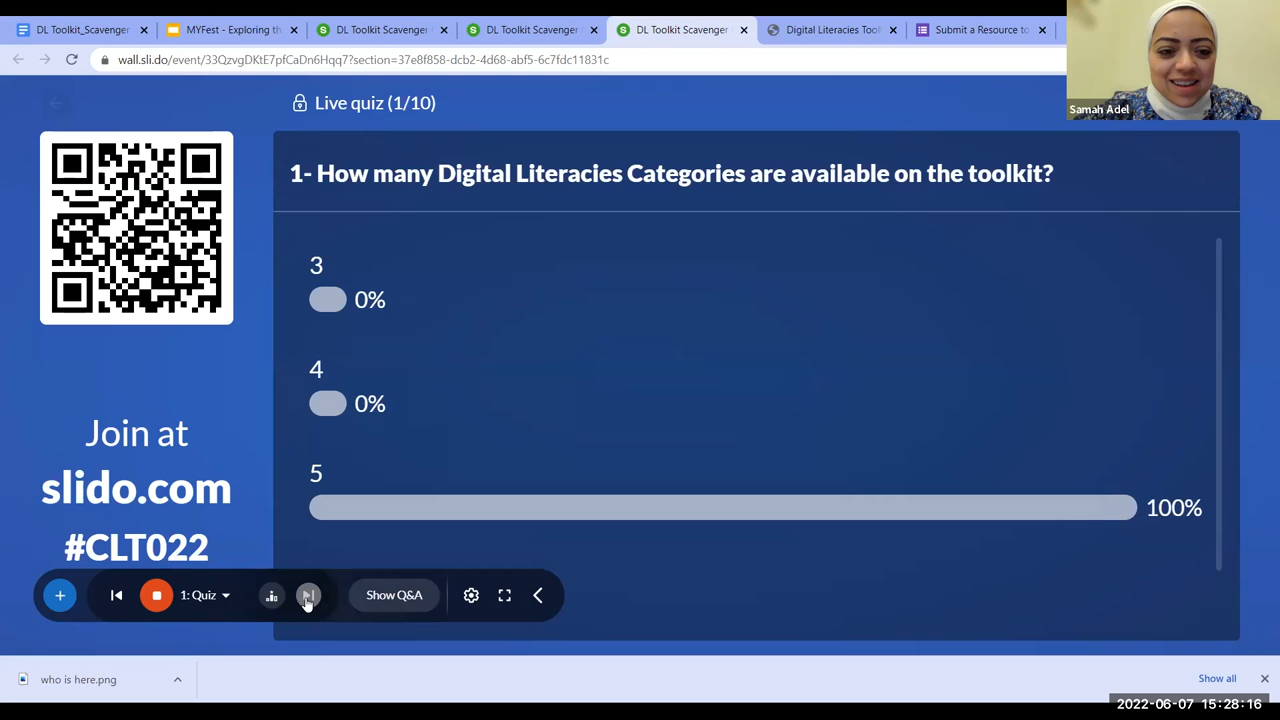 DL Toolkit_Scavenger
MYFest - Exploring th
DL Toolkit Scavenger
DL Toolkit Scavenger
DL Toolkit Scavenger
Digital Literacies Tool
Submit a Resource to
wall.sli.do/event/33QzvgDKtE7pfCaDn6Hqq7?section=37e8f858-dcb2-4d68-abf5-6c7fdc11831c
Samah Adel
Live quiz (1/10)
1- How many Digital Literacies Categories are available on the toolkit?
3
0%
4
0%
5
100%
Join at
slido.com
#CLT022
1: Quiz
Show Q&A
who is here.png
Show all
2022-06-07 15:28:16